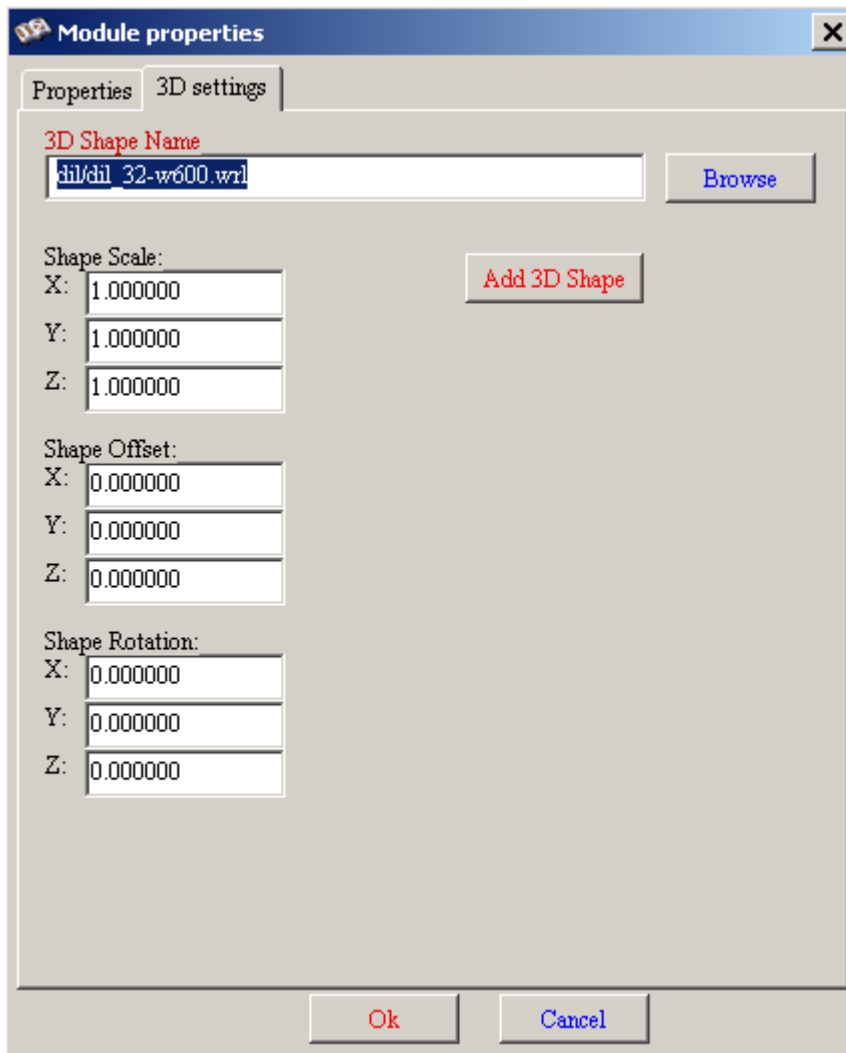 Module properties
Properties 3D settings
3D Shape Name
dil/dil_32-w600.wrl Browse
Shape Scale: Add 3D Shape
X: 1.000000
Y: 1.000000
Z: 1.000000
Shape Offset:
X: 0.000000
Y: 0.000000
Z: 0.000000
Shape Rotation:
X: 0.000000
Y: 0.000000
Z: 0.000000
Ok Cancel